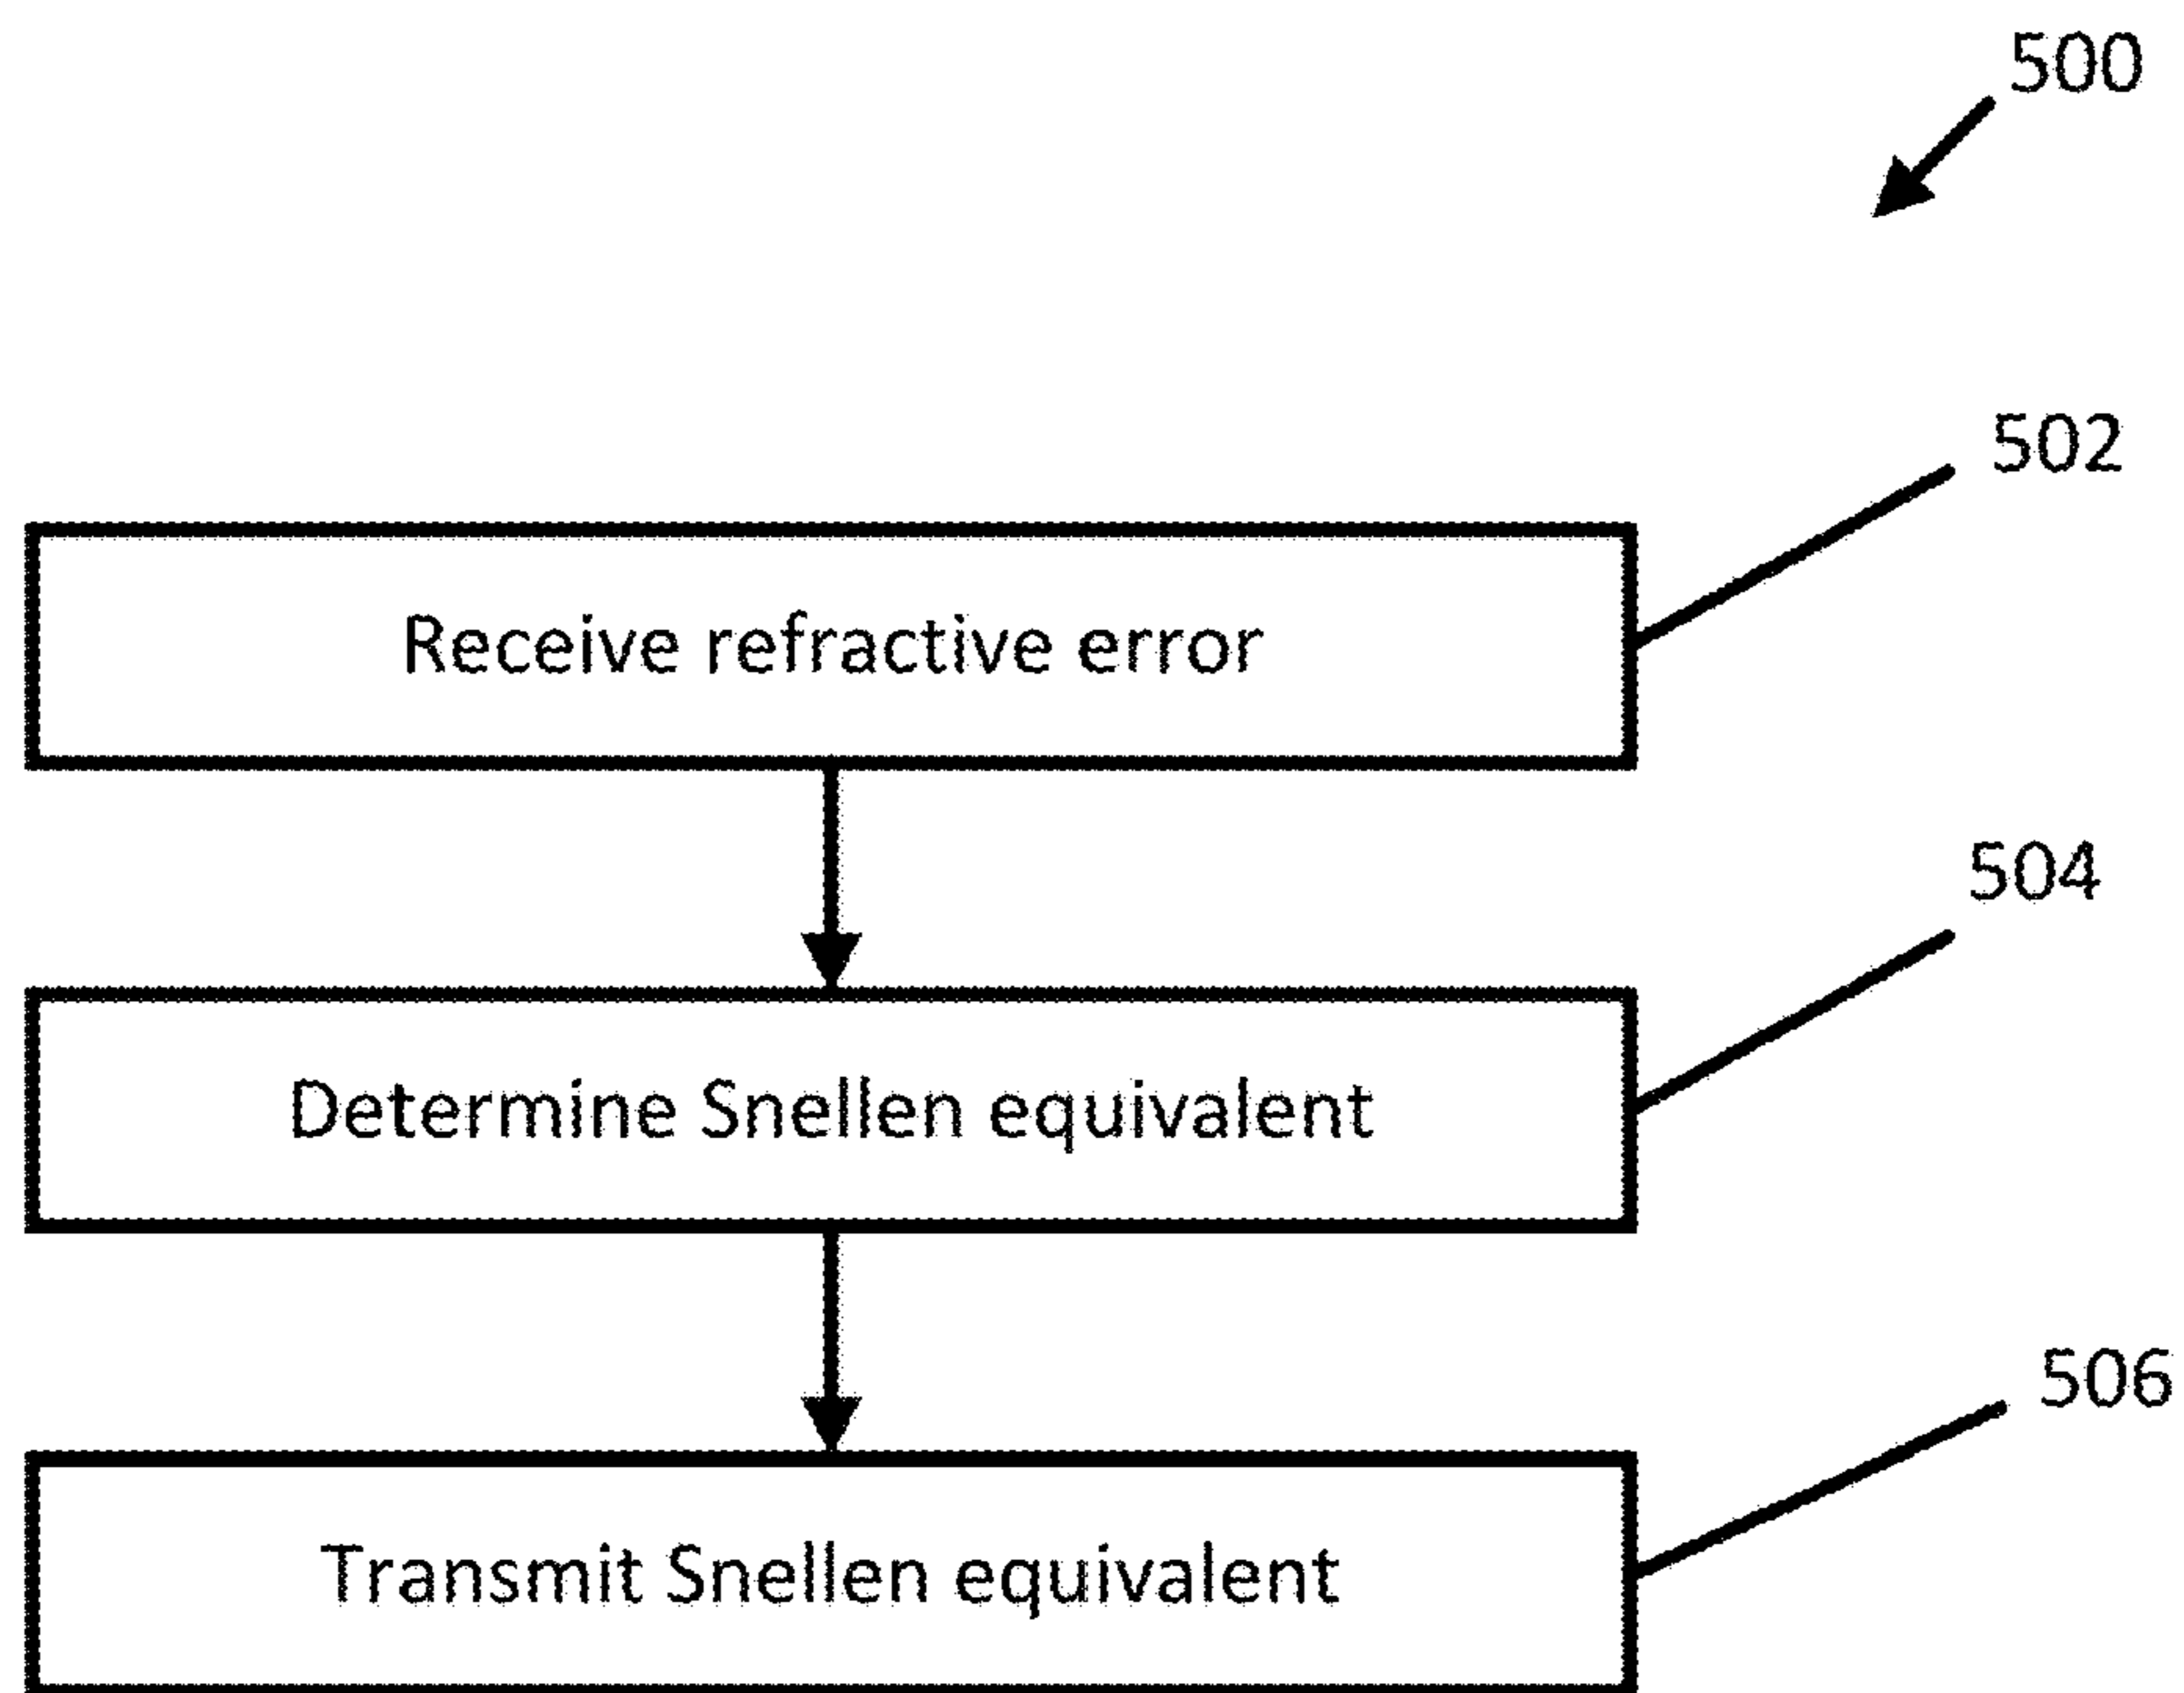 500
502
Receive refractive error
504
Determine Snellen equivalent
506
Transmit Snellen equivalent